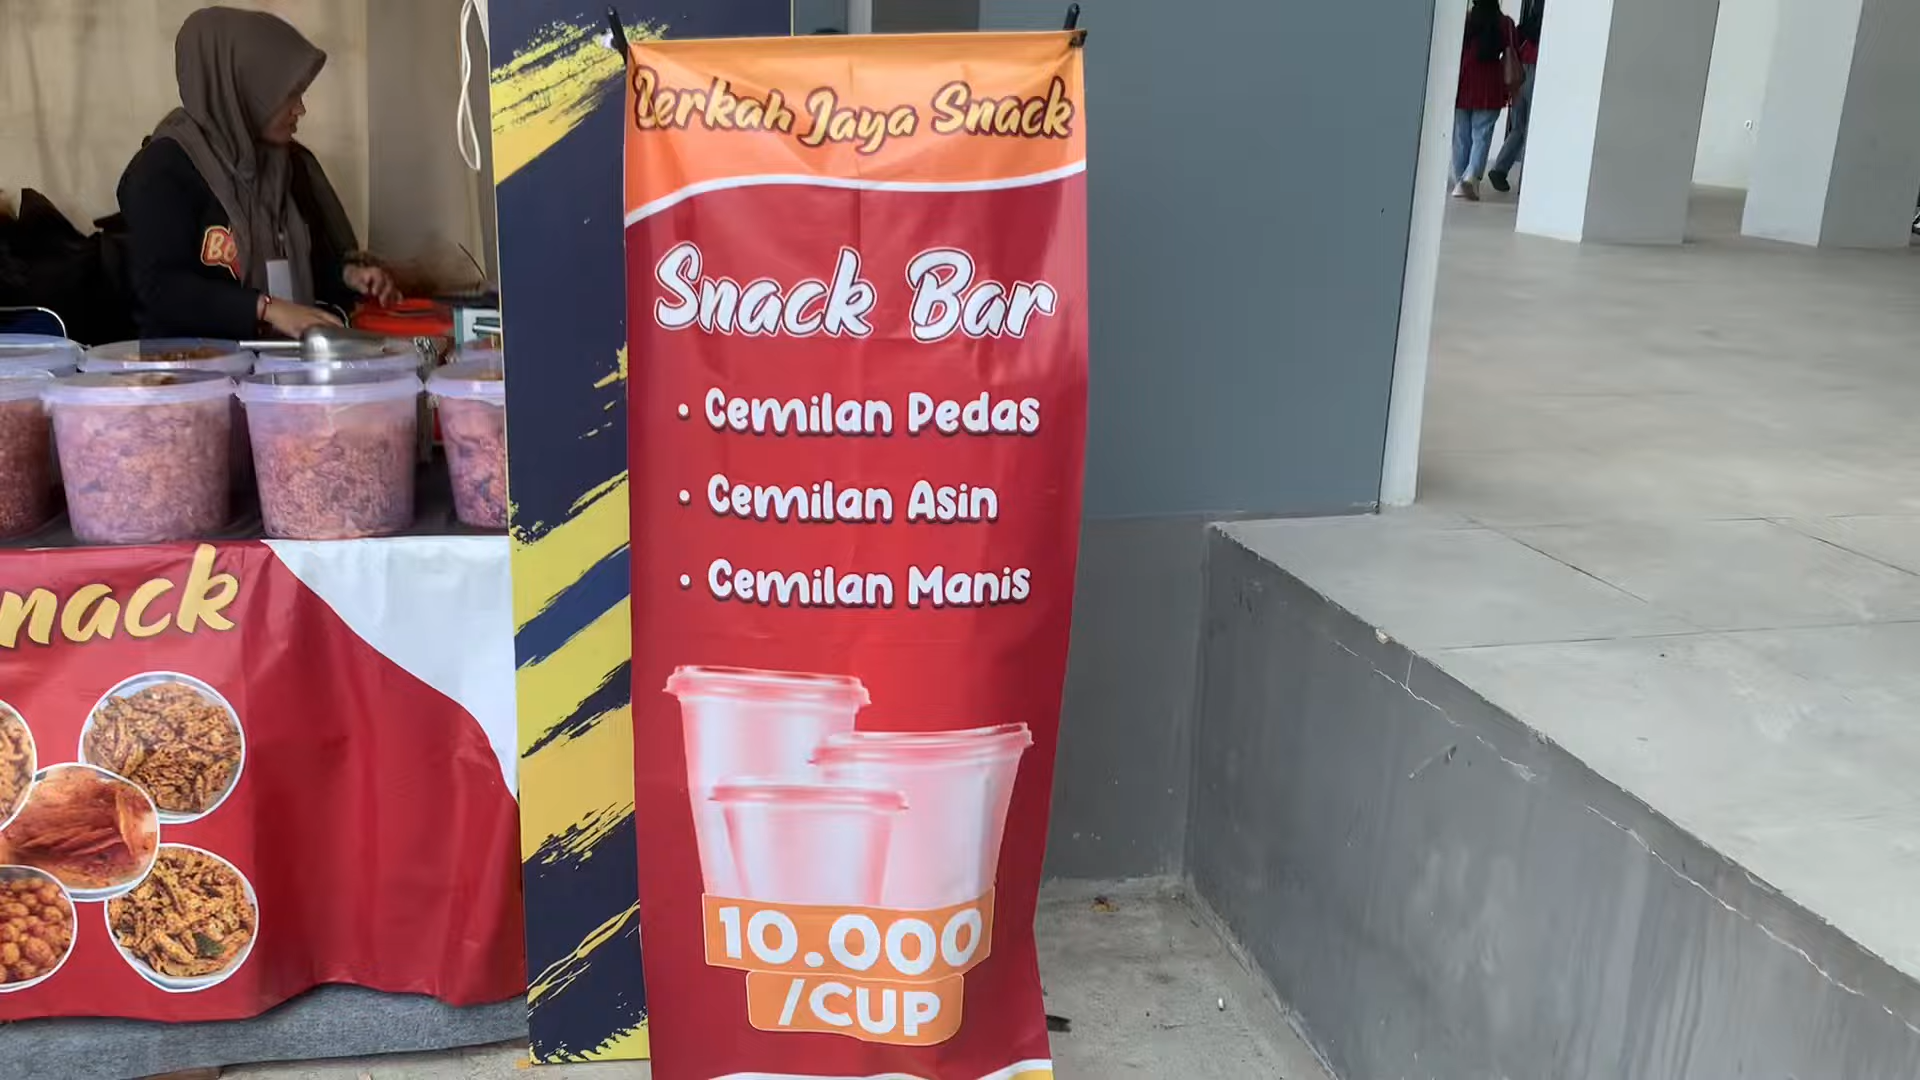 Berkah Jaya Snack
Snack Bar
• Cemilan Pedas
• Cemilan Asin
• Cemilan Manis
10.000
/CUP
nack